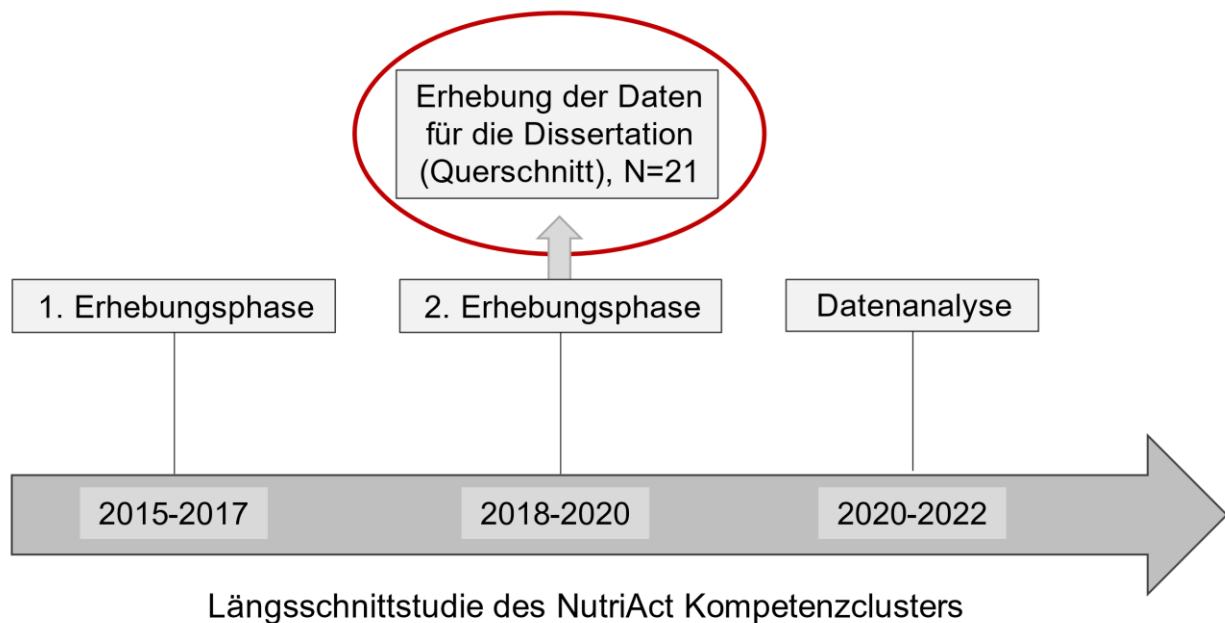 Erhebung der Daten
für die Dissertation
(Querschnitt), N=21
1. Erhebungsphase
2. Erhebungsphase
Datenanalyse
2015-2017
2018-2020
2020-2022
Längsschnittstudie des NutriAct Kompetenzclusters